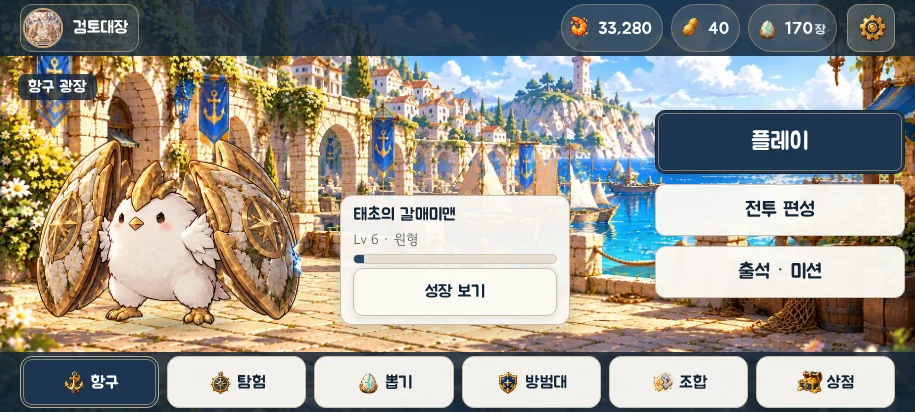 검토대장
33,280
40
170장
항구 광장
플레이
태초의 갈매미맨
Lv 6 · 원형
전투 편성
성장 보기
출석 · 미션
항구
탐험
뽑기
방범대
조합
상점